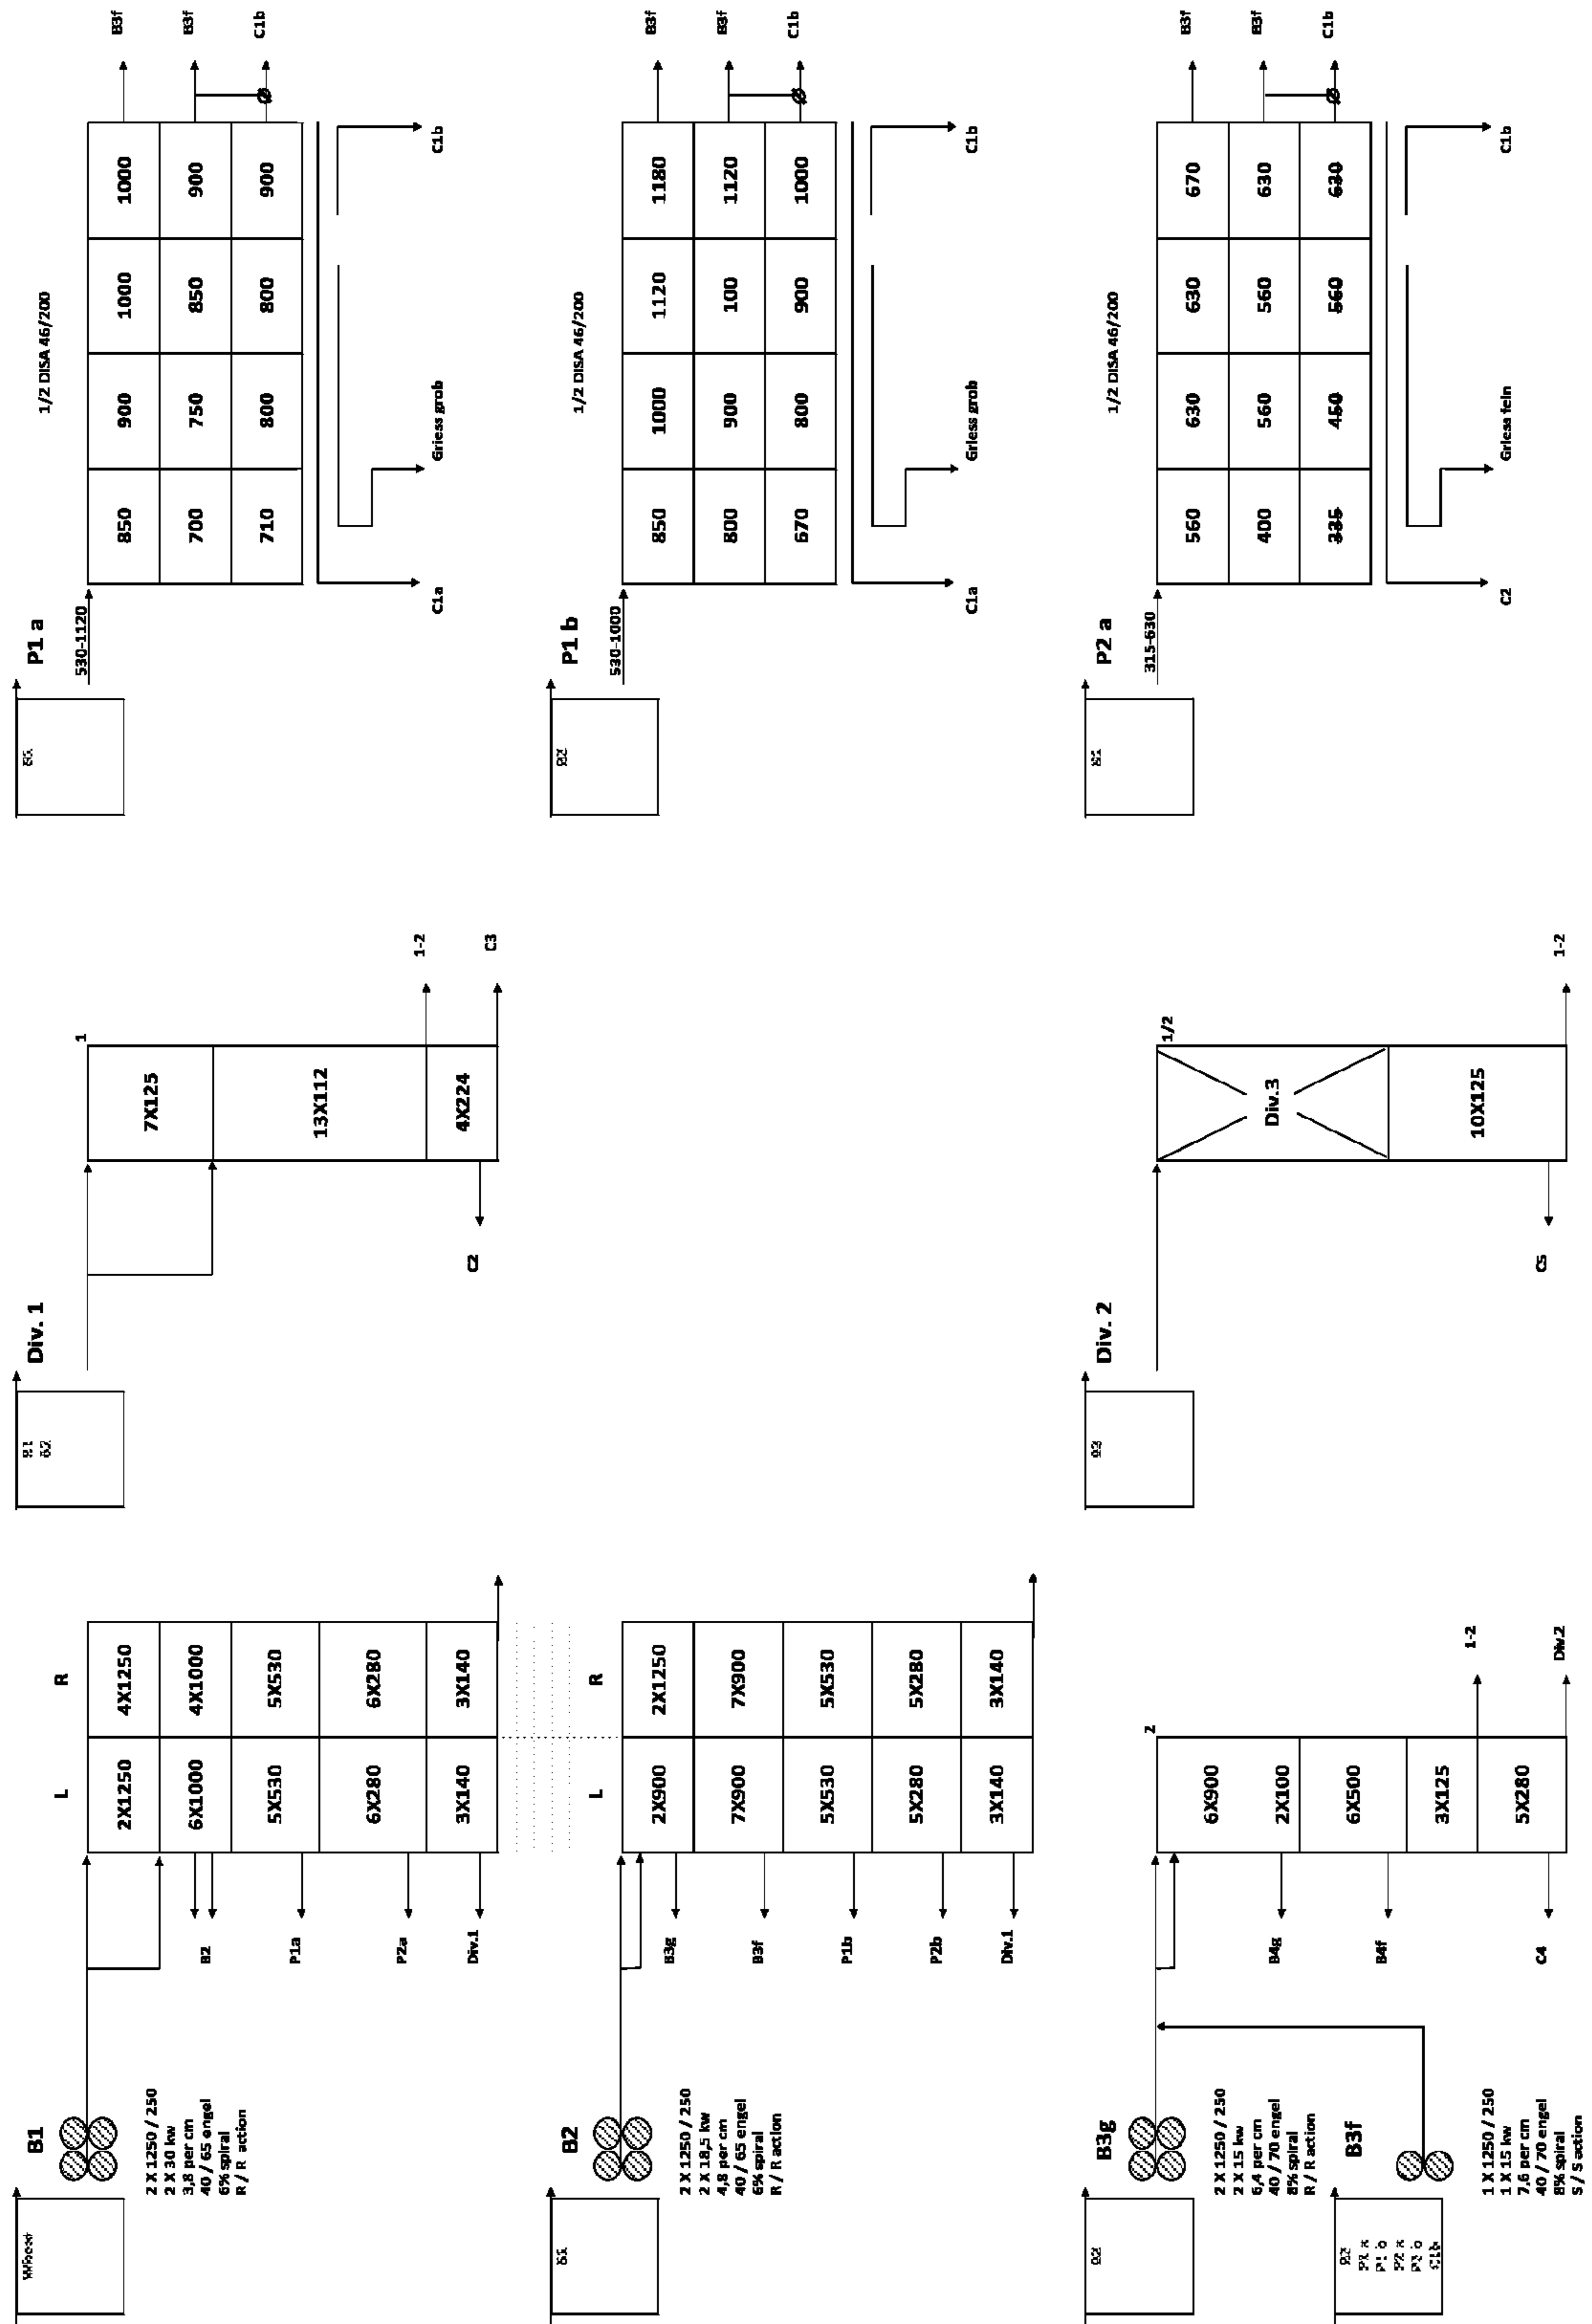 B1
2 X 1250 / 250
2 X 30 kw
3,8 per cm
40 / 65 engel
6% spiral
R / R action
L R
2X1250 4X1250
6X1000 4X1000
5X530 5X530
6X280 6X280
3X140 3X140
B2
P1a
P2a
Div.1
Div. 1
1
7X125
13X112
4X224
1-2
C3
C2
P1 a
530-1120
1/2 DISA 46/200
850 900 1000 1000
700 750 850 900
710 800 800 900
B3f
B3f
C1b
C1a
Griess grob
C1b
B2
2 X 1250 / 250
2 X 18,5 kw
4,8 per cm
40 / 65 engel
6% spiral
R / R action
L R
2X900 2X1250
7X900 7X900
5X530 5X530
5X280 5X280
3X140 3X140
B3g
B3f
P1b
P2b
Div.1
P1 b
530-1000
1/2 DISA 46/200
850 1000 1120 1180
800 900 100 1120
670 800 900 1000
B3f
B3f
C1b
C1a
Griess grob
C1b
B3g
2 X 1250 / 250
2 X 15 kw
6,4 per cm
40 / 70 engel
8% spiral
R / R action
B3f
1 X 1250 / 250
1 X 15 kw
7,6 per cm
40 / 70 engel
8% spiral
S / S action
2
6X900
2X100
6X500
3X125
5X280
B4g
B4f
C4
1-2
Div.2
Div. 2
1/2
Div.3
10X125
C5
1-2
P2 a
315-630
1/2 DISA 46/200
560 630 630 670
400 560 560 630
335 450 560 630
B3f
B3f
C1b
C2
Griess fein
C1b